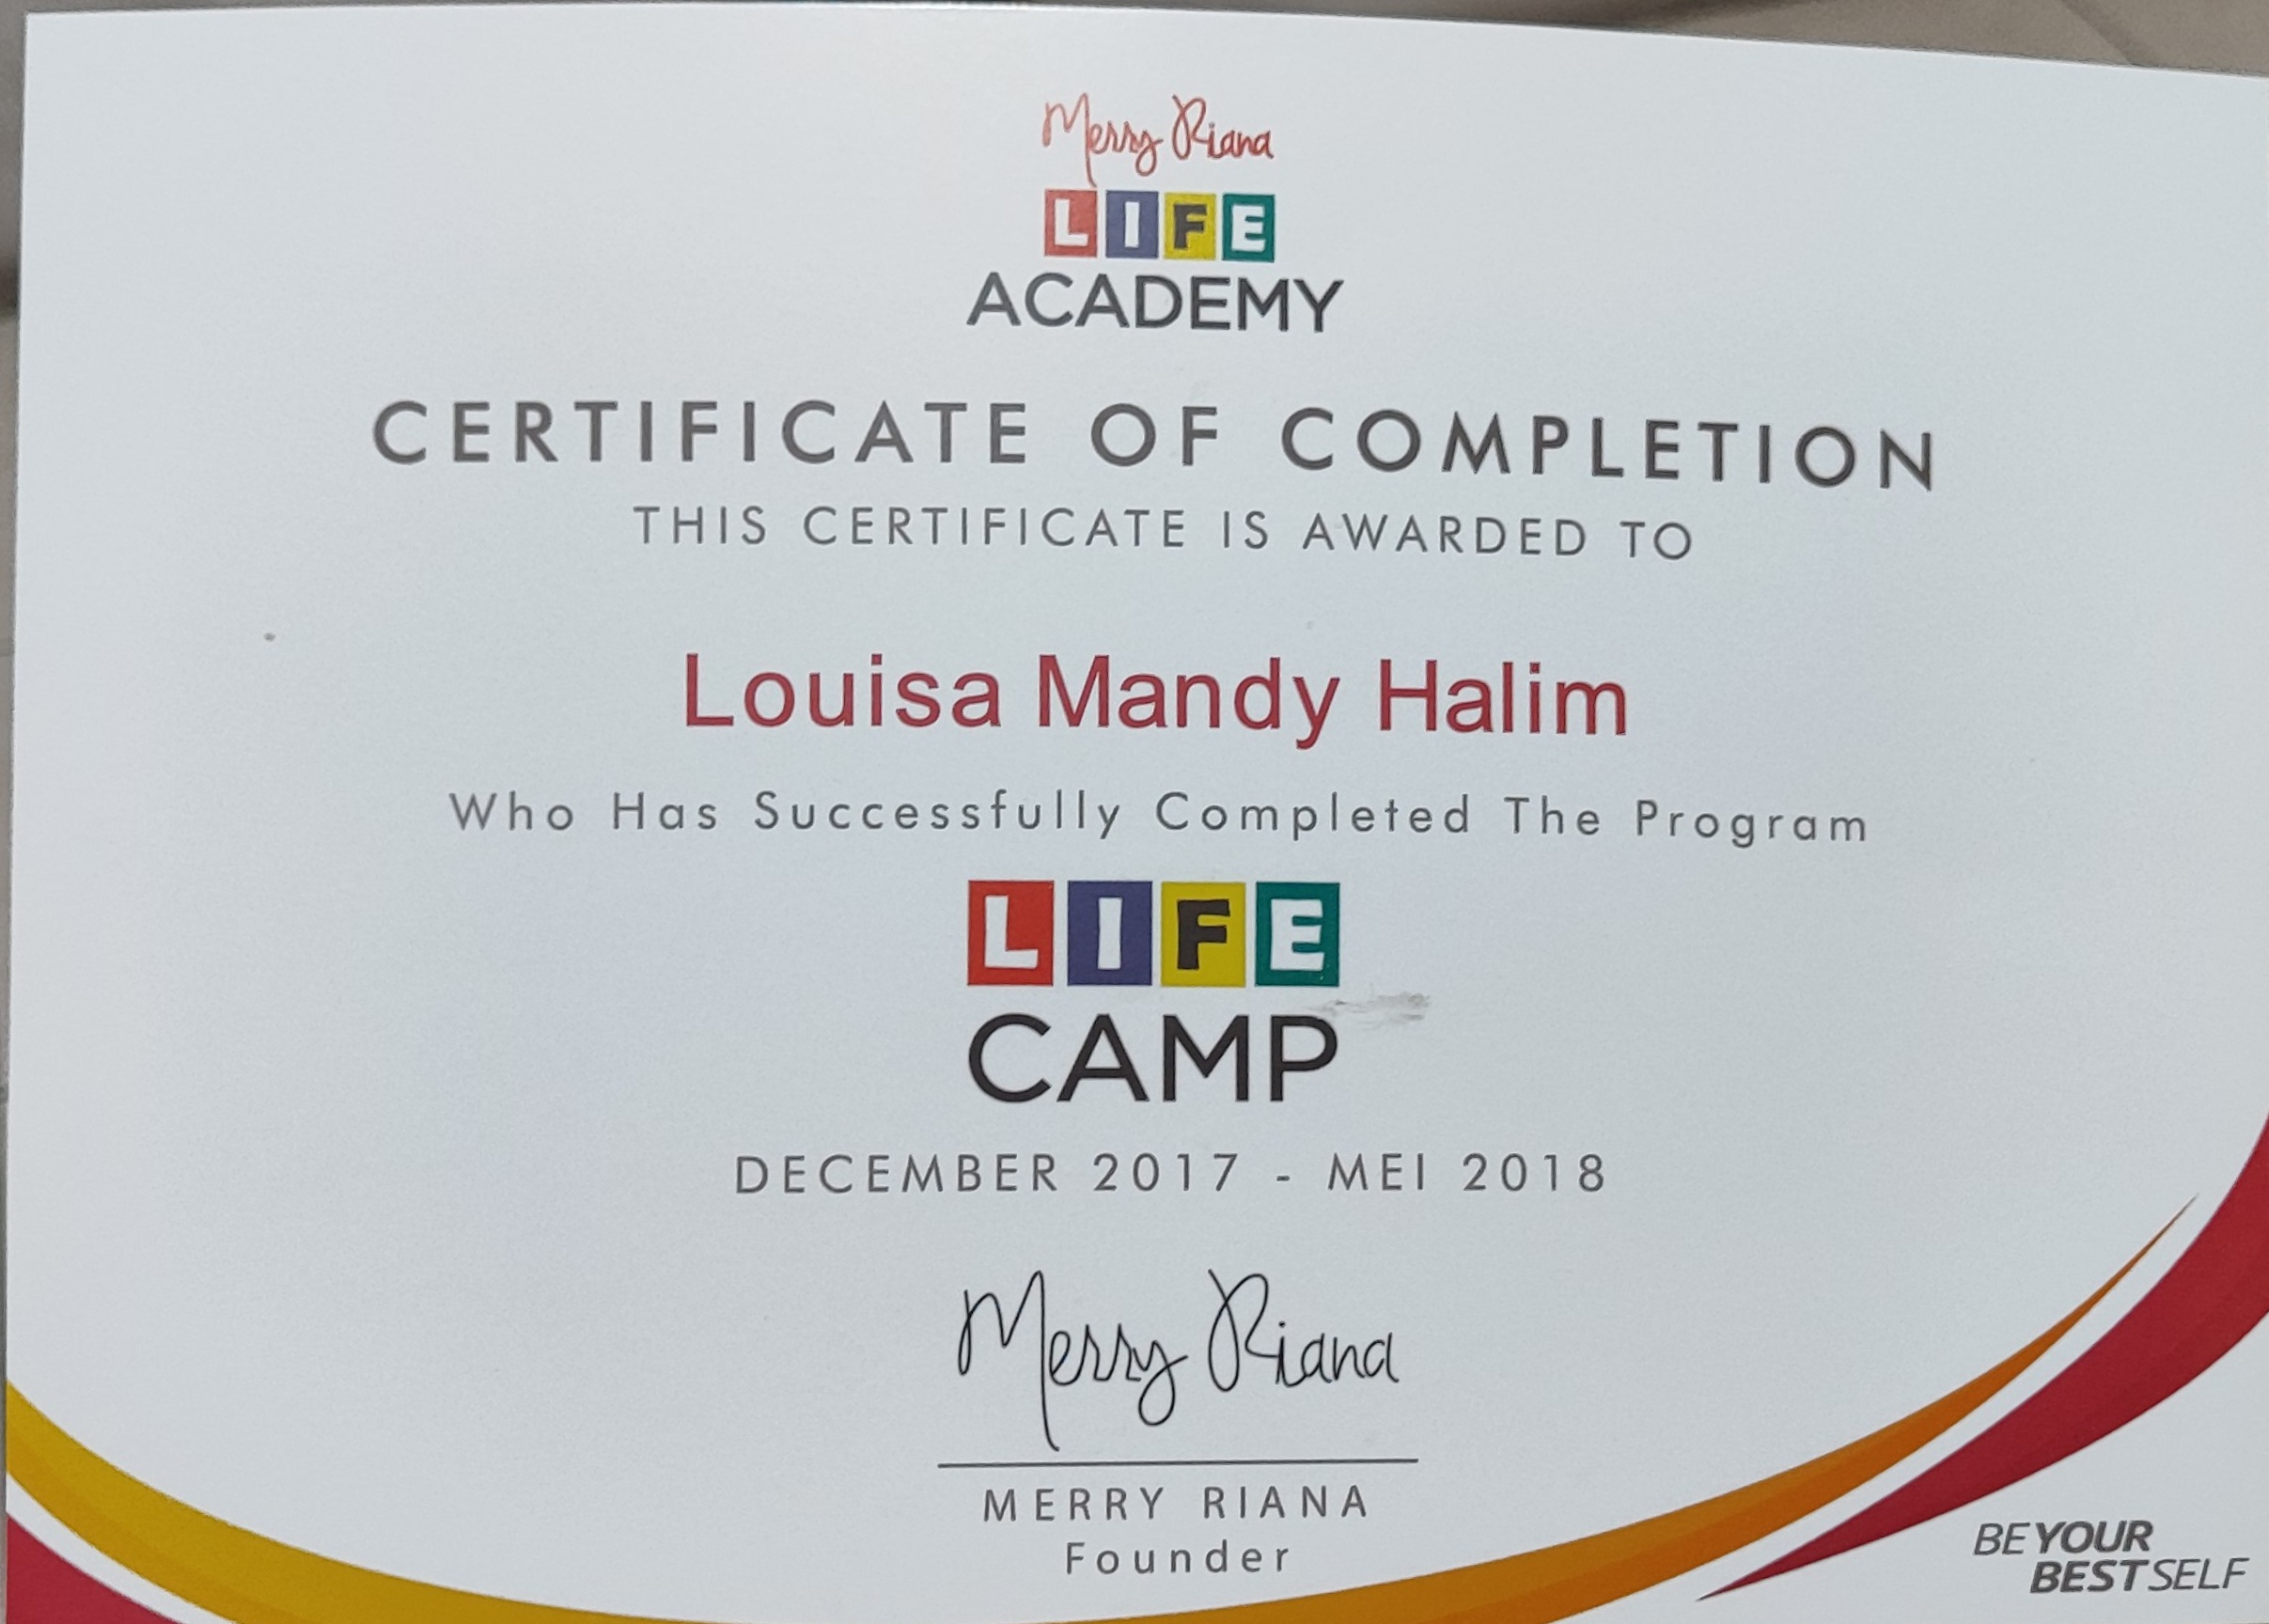 Merry Riana
LIFE
ACADEMY
CERTIFICATE OF COMPLETION
THIS CERTIFICATE IS AWARDED TO
Louisa Mandy Halim
Who Has Successfully Completed The Program
LIFE
CAMP
DECEMBER 2017 - MEI 2018
Merry Riana
MERRY RIANA
Founder
BE YOUR
BEST SELF